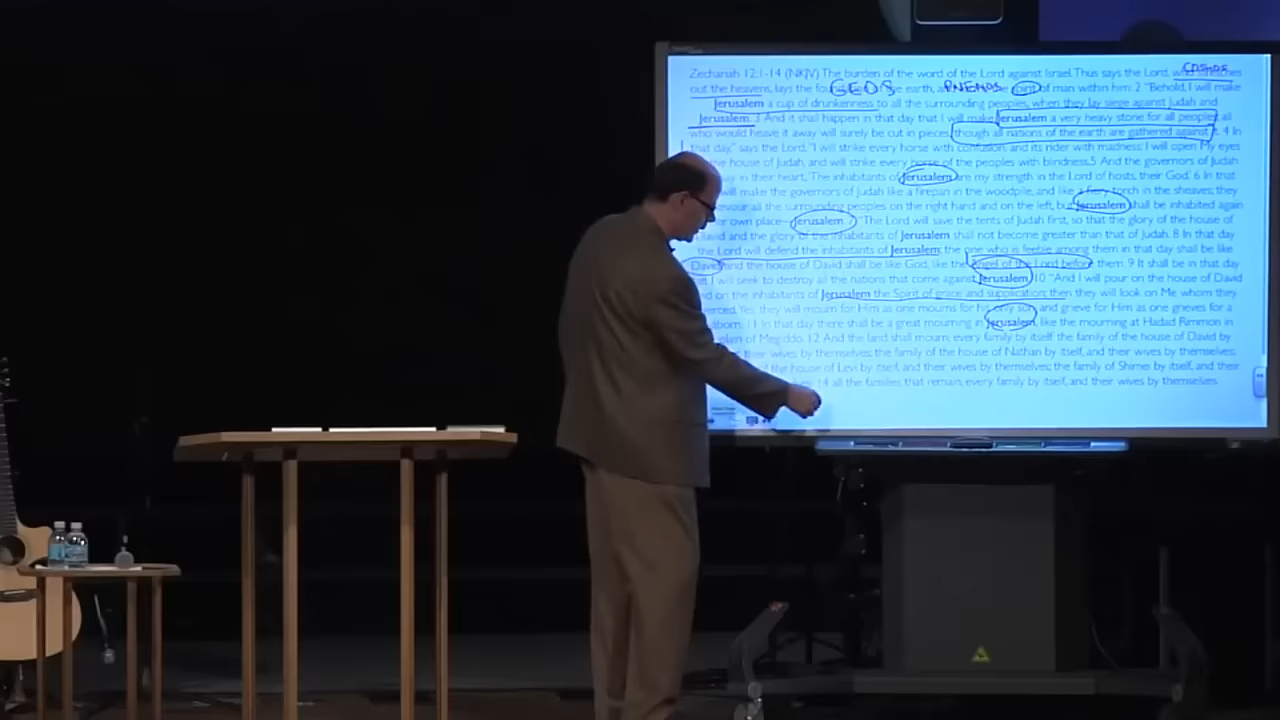 COSMOS
Zechariah 12:1-14 (NKJV) The burden of the word of the Lord against Israel. Thus says the Lord, who stretches
out the heavens, lays the GEOS the earth, PNEMOS spirit of man within him: 2 "Behold, I will make
Jerusalem a cup of drunkenness to all the surrounding peoples, when they lay siege against Judah and
Jerusalem. 3 And it shall happen in that day that I will make Jerusalem a very heavy stone for all peoples; all
who would heave it away will surely be cut in pieces, though all nations of the earth are gathered against it. 4 In
that day," says the Lord, "I will strike every horse with confusion, and its rider with madness; I will open My eyes
the house of Judah, and will strike every horse of the peoples with blindness. 5 And the governors of Judah
say in their heart, 'The inhabitants of Jerusalem are my strength in the Lord of hosts, their God.' 6 In that
will make the governors of Judah like a firepan in the woodpile, and like a fiery torch in the sheaves; they
devour all the surrounding peoples on the right hand and on the left, but Jerusalem shall be inhabited again
her own place—Jerusalem. 7 "The Lord will save the tents of Judah first, so that the glory of the house of
David and the glory of the inhabitants of Jerusalem shall not become greater than that of Judah. 8 In that day
the Lord will defend the inhabitants of Jerusalem; the one who is feeble among them in that day shall be like
David, and the house of David shall be like God, like the Angel of the Lord before them. 9 It shall be in that day
that I will seek to destroy all the nations that come against Jerusalem. 10 "And I will pour on the house of David
and on the inhabitants of Jerusalem the Spirit of grace and supplication; then they will look on Me whom they
pierced. Yes, they will mourn for Him as one mourns for his only son, and grieve for Him as one grieves for a
firstborn. 11 In that day there shall be a great mourning in Jerusalem, like the mourning at Hadad Rimmon in
plain of Megiddo. 12 And the land shall mourn, every family by itself: the family of the house of David by
their wives by themselves; the family of the house of Nathan by itself, and their wives by themselves;
of the house of Levi by itself, and their wives by themselves; the family of Shimei by itself, and their
14 all the families that remain, every family by itself, and their wives by themselves.